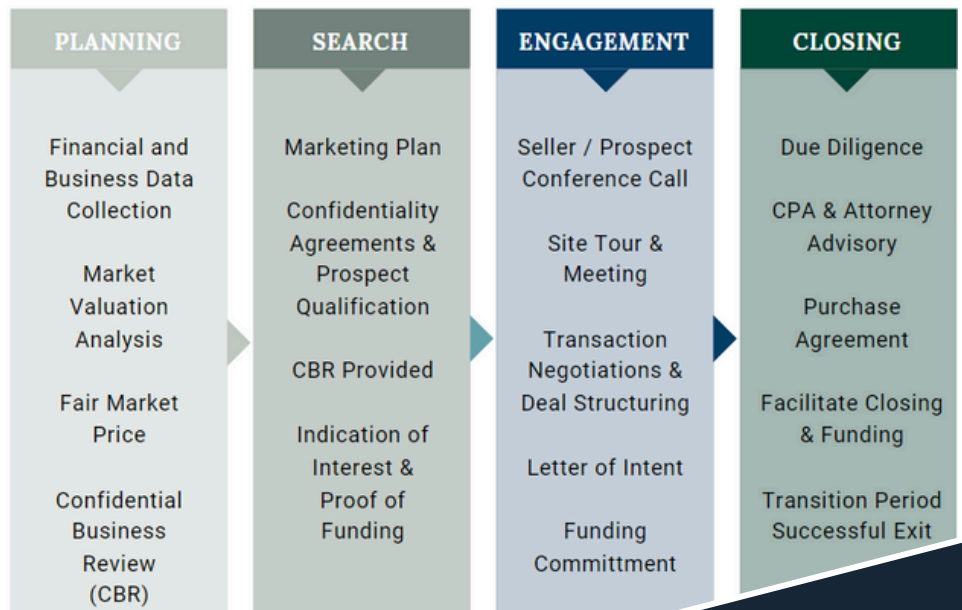 PLANNING
Financial and
Business Data
Collection
Market
Valuation
Analysis
Fair Market
Price
Confidential
Business
Review
(CBR)
SEARCH
Marketing Plan
Confidentiality
Agreements &
Prospect
Qualification
CBR Provided
Indication of
Interest &
Proof of
Funding
ENGAGEMENT
Seller / Prospect
Conference Call
Site Tour &
Meeting
Transaction
Negotiations &
Deal Structuring
Letter of Intent
Funding
Committment
CLOSING
Due Diligence
CPA & Attorney
Advisory
Purchase
Agreement
Facilitate Closing
& Funding
Transition Period
Successful Exit